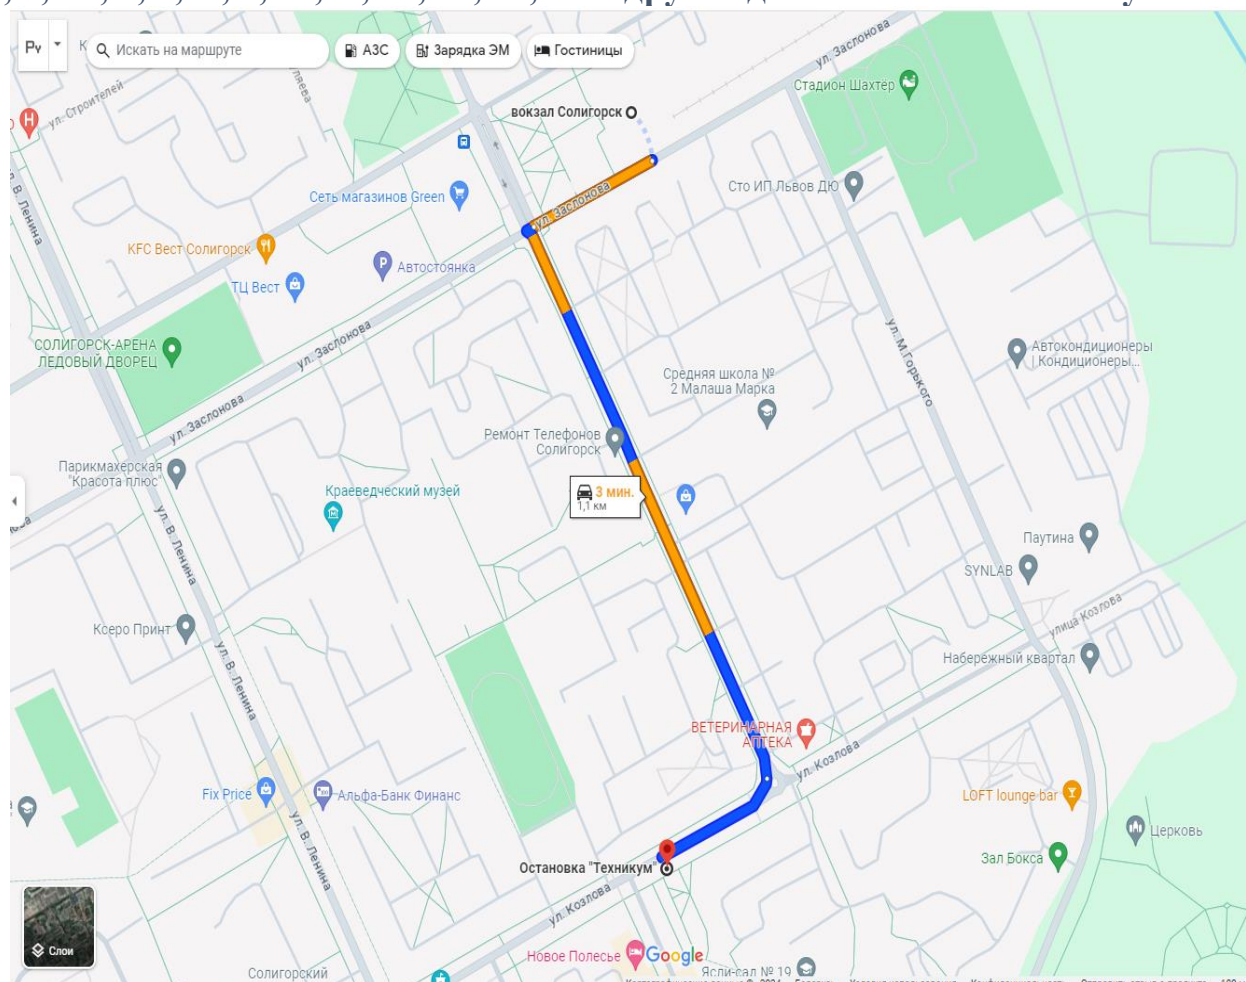 Искать на маршруте
АЗС
Зарядка ЭМ
Гостиницы
ул. Заслонова
Стадион Шахтёр
ул. Строителей
вокзал Солигорск
Сто ИП Львов ДЮ
Сеть магазинов Green
ул. Заслонова
ул. В. Ленина
KFC Вест Солигорск
Автостоянка
ТЦ Вест
СОЛИГОРСК-АРЕНА
ЛЕДОВЫЙ ДВОРЕЦ
ул. Заслонова
ул. М.Горького
Автокондиционеры
| Кондиционеры...
Средняя школа №
2 Малаша Марка
ул. Заслонова
Ремонт Телефонов
Солигорск
Парикмахерская
"Красота плюс"
Краеведческий музей
3 мин.
1,1 км
ул. В. Ленина
Паутина
SYNLAB
улица Козлова
Ксеро Принт
Набережный квартал
ул. В. Ленина
ВЕТЕРИНАРНАЯ
АПТЕКА
ул. Козлова
Fix Price
Альфа-Банк Финанс
LOFT lounge bar
Церковь
ул. В. Ленина
Зал Бокса
Остановка "Техникум"
ул. Козлова
Слои
Новое Полесье
Google
Солигорский
Ясли-сад № 19